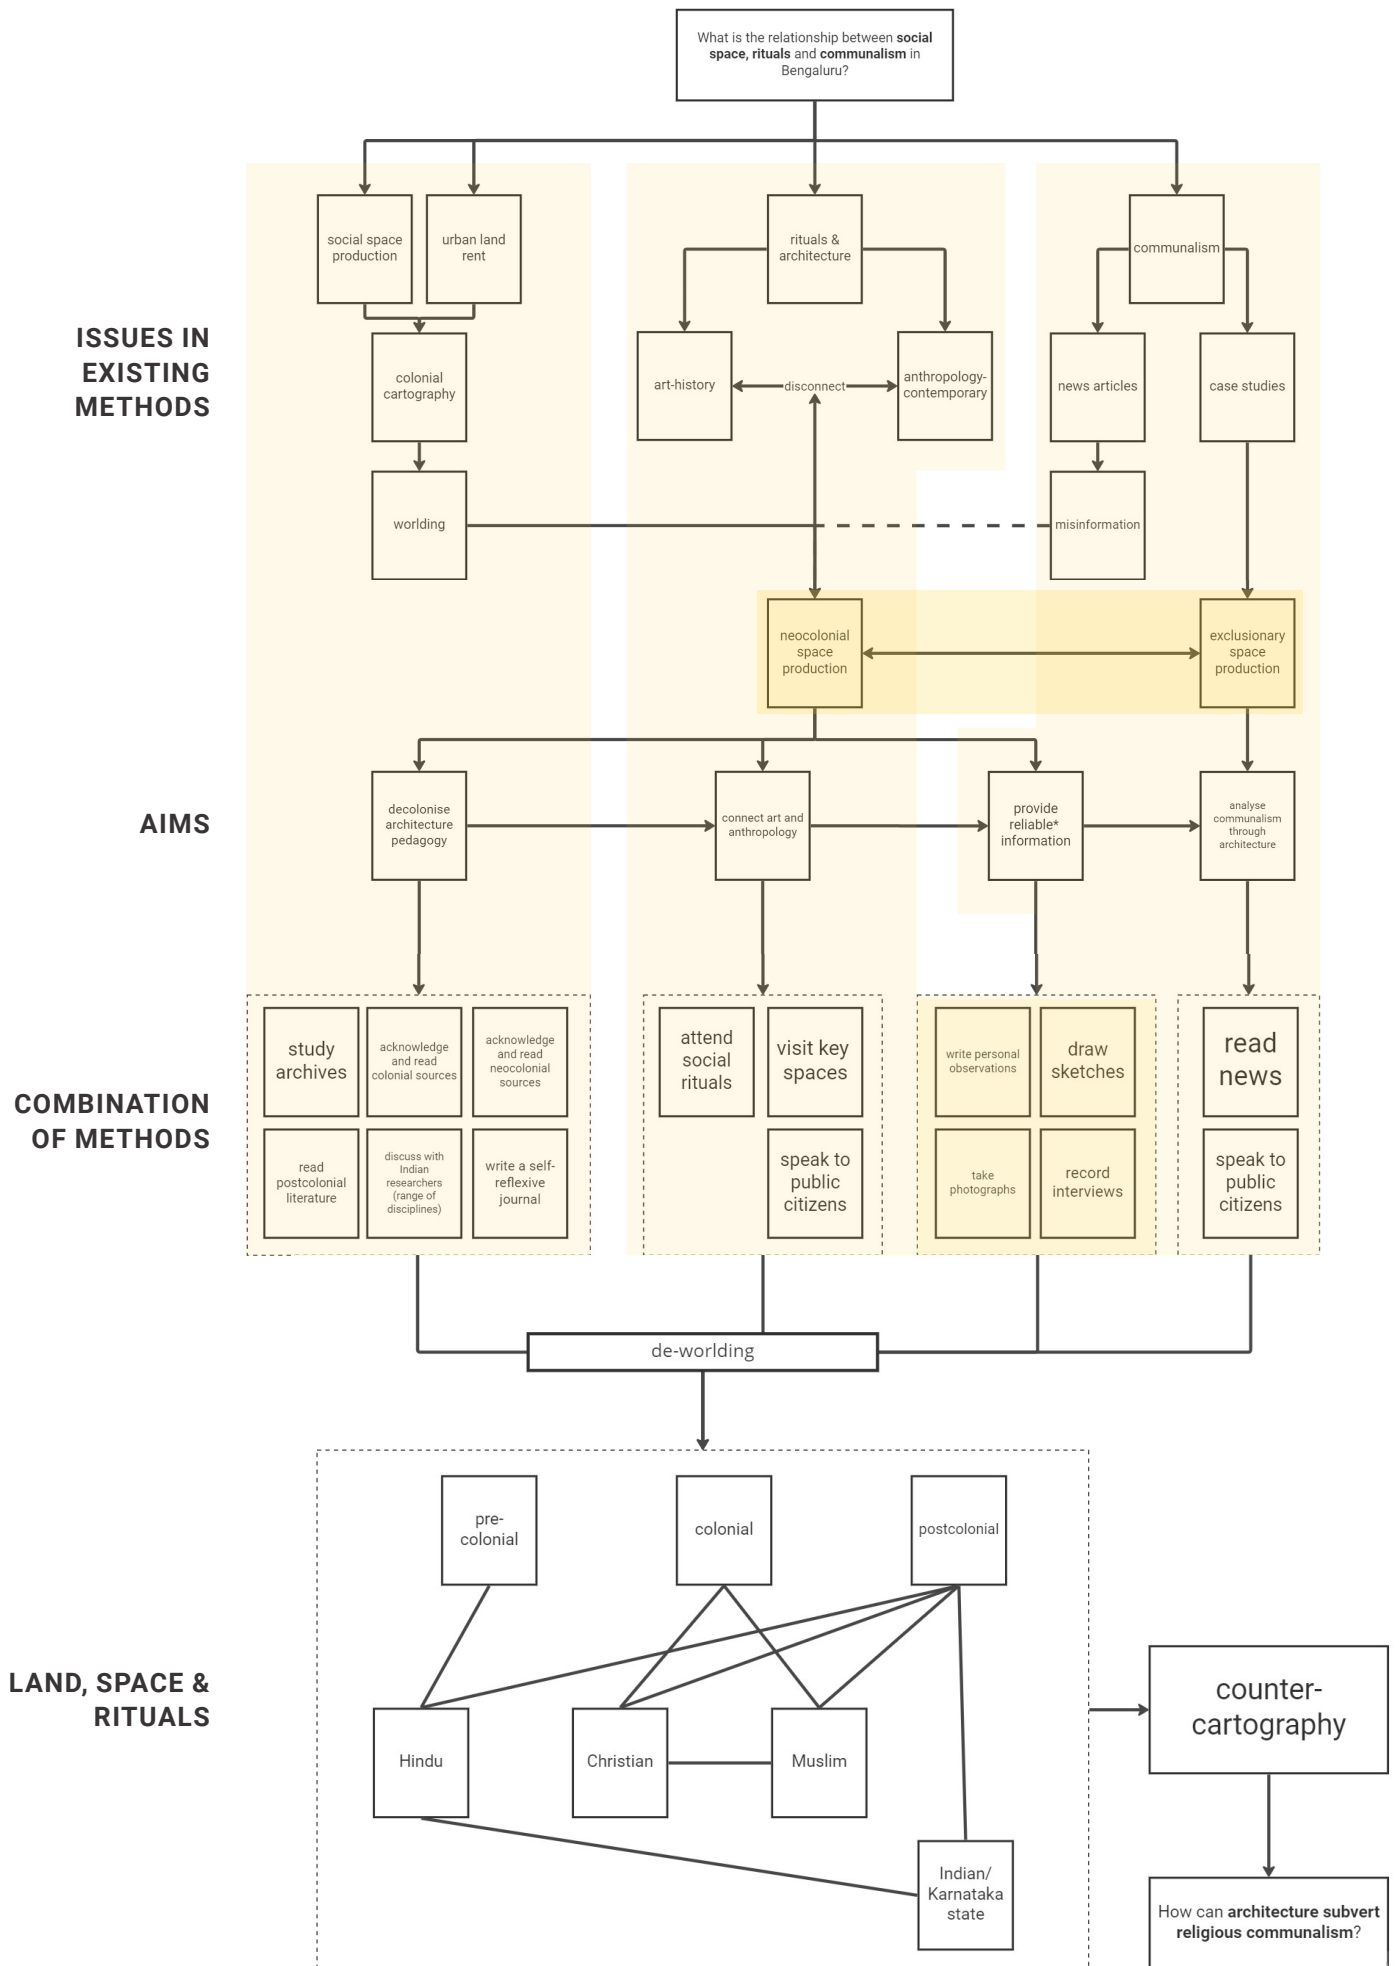 What is the relationship between social
space, rituals and communalism in
Bengaluru?
ISSUES IN
EXISTING
METHODS
social space
production
urban land
rent
rituals &
architecture
communalism
colonial
cartography
art-history
disconnect
anthropology-
contemporary
news articles
case studies
worlding
misinformation
neocolonial
space
production
exclusionary
space
production
AIMS
decolonise
architecture
pedagogy
connect art and
anthropology
provide
reliable*
information
analyse
communalism
through
architecture
COMBINATION
OF METHODS
study
archives
acknowledge
and read
colonial sources
acknowledge
and read
neocolonial
sources
attend
social
rituals
visit key
spaces
write personal
observations
draw
sketches
read
news
read
postcolonial
literature
discuss with
Indian
researchers
(range of
disciplines)
write a self-
reflexive
journal
speak to
public
citizens
take
photographs
record
interviews
speak to
public
citizens
de-worlding
LAND, SPACE &
RITUALS
pre-
colonial
colonial
postcolonial
Hindu
Christian
Muslim
Indian/
Karnataka
state
counter-
cartography
How can architecture subvert
religious communalism?